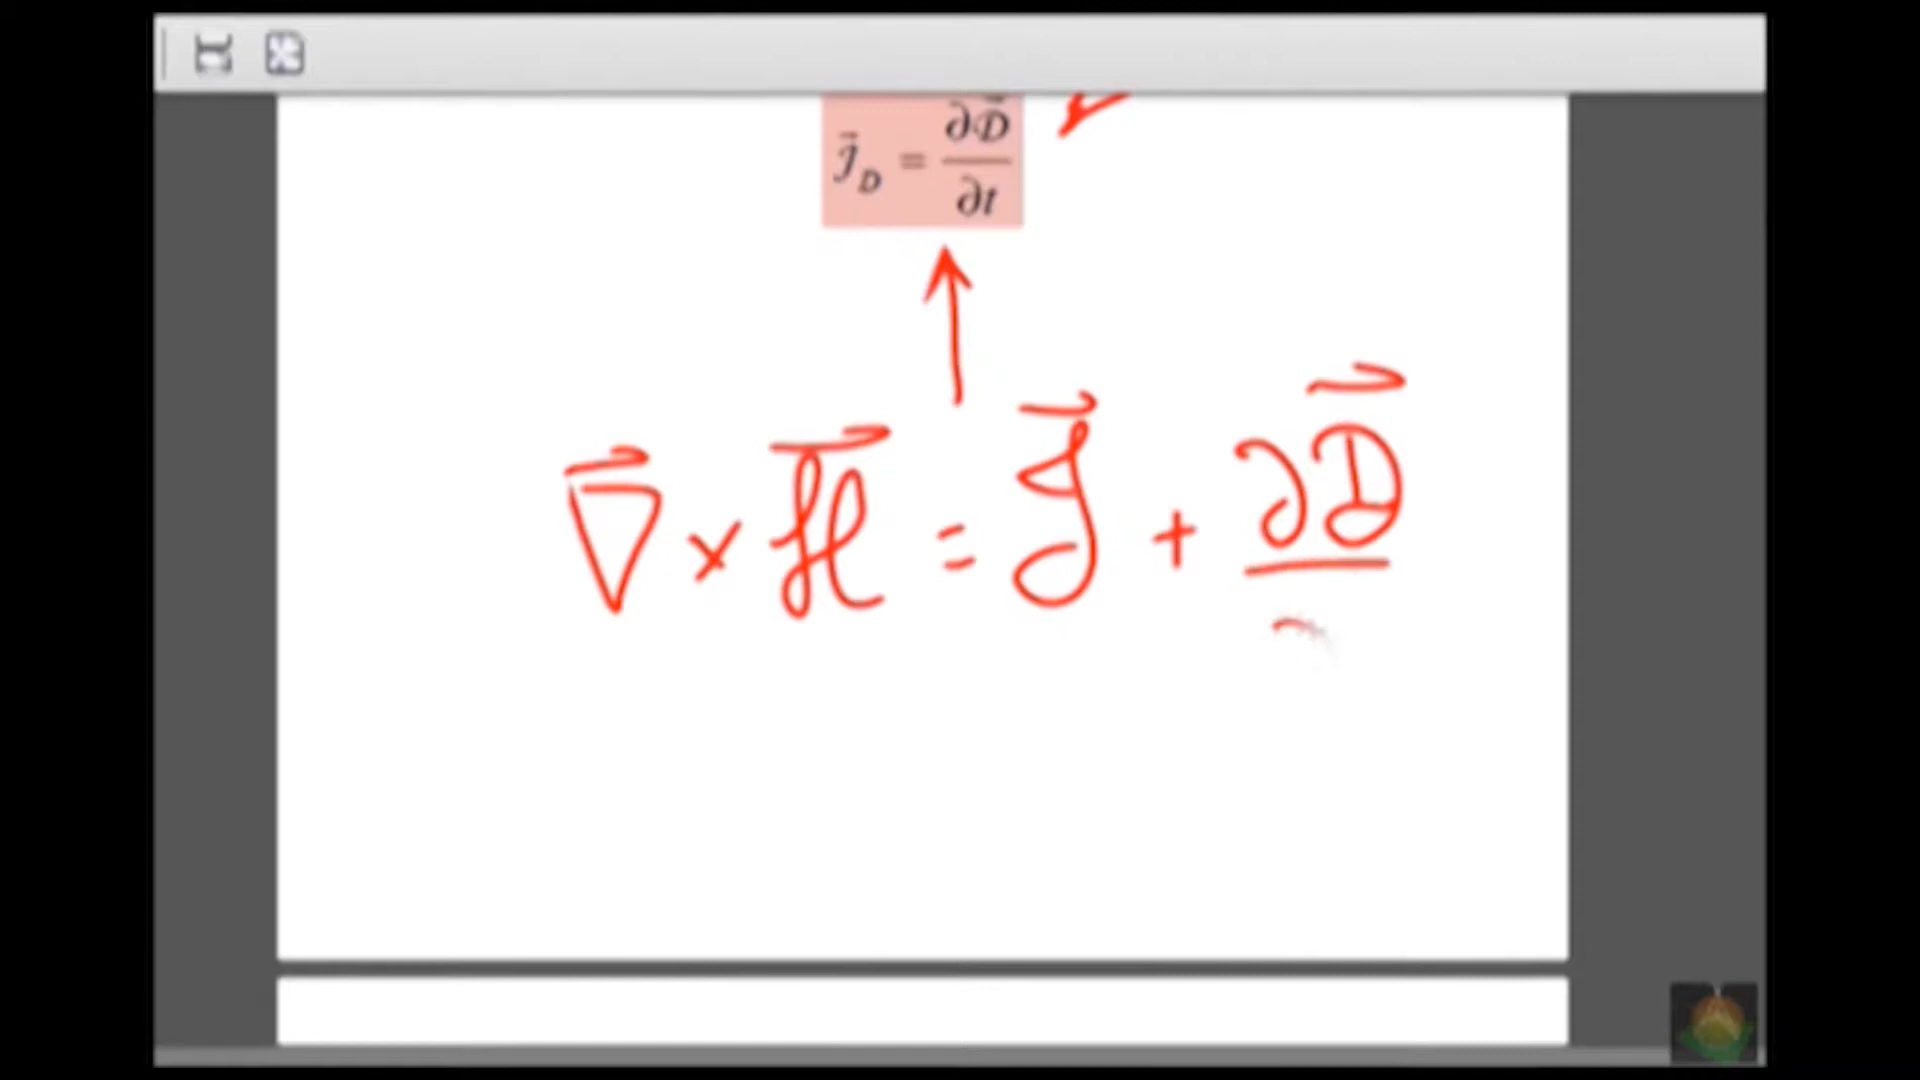 𝒥⃗_D = ∂𝒟⃗/∂t
∇⃗ × ℋ⃗ = 𝒥⃗ + ∂𝒟⃗/